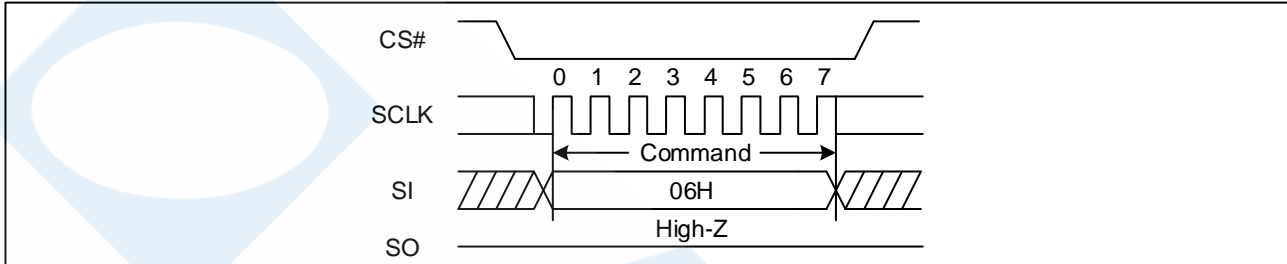 CS#
0 1 2 3 4 5 6 7
SCLK
Command
SI
06H
High-Z
SO